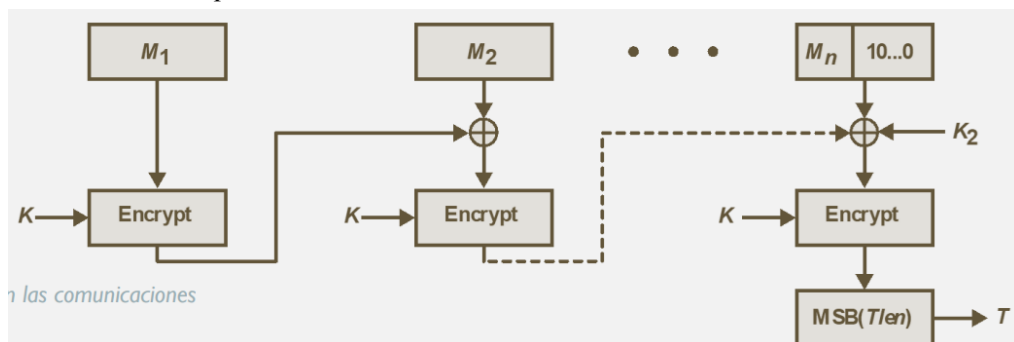 M1 M2 • • • Mn 10...0
K2
K Encrypt K Encrypt K Encrypt
n las comunicaciones
MSB(Tlen) T